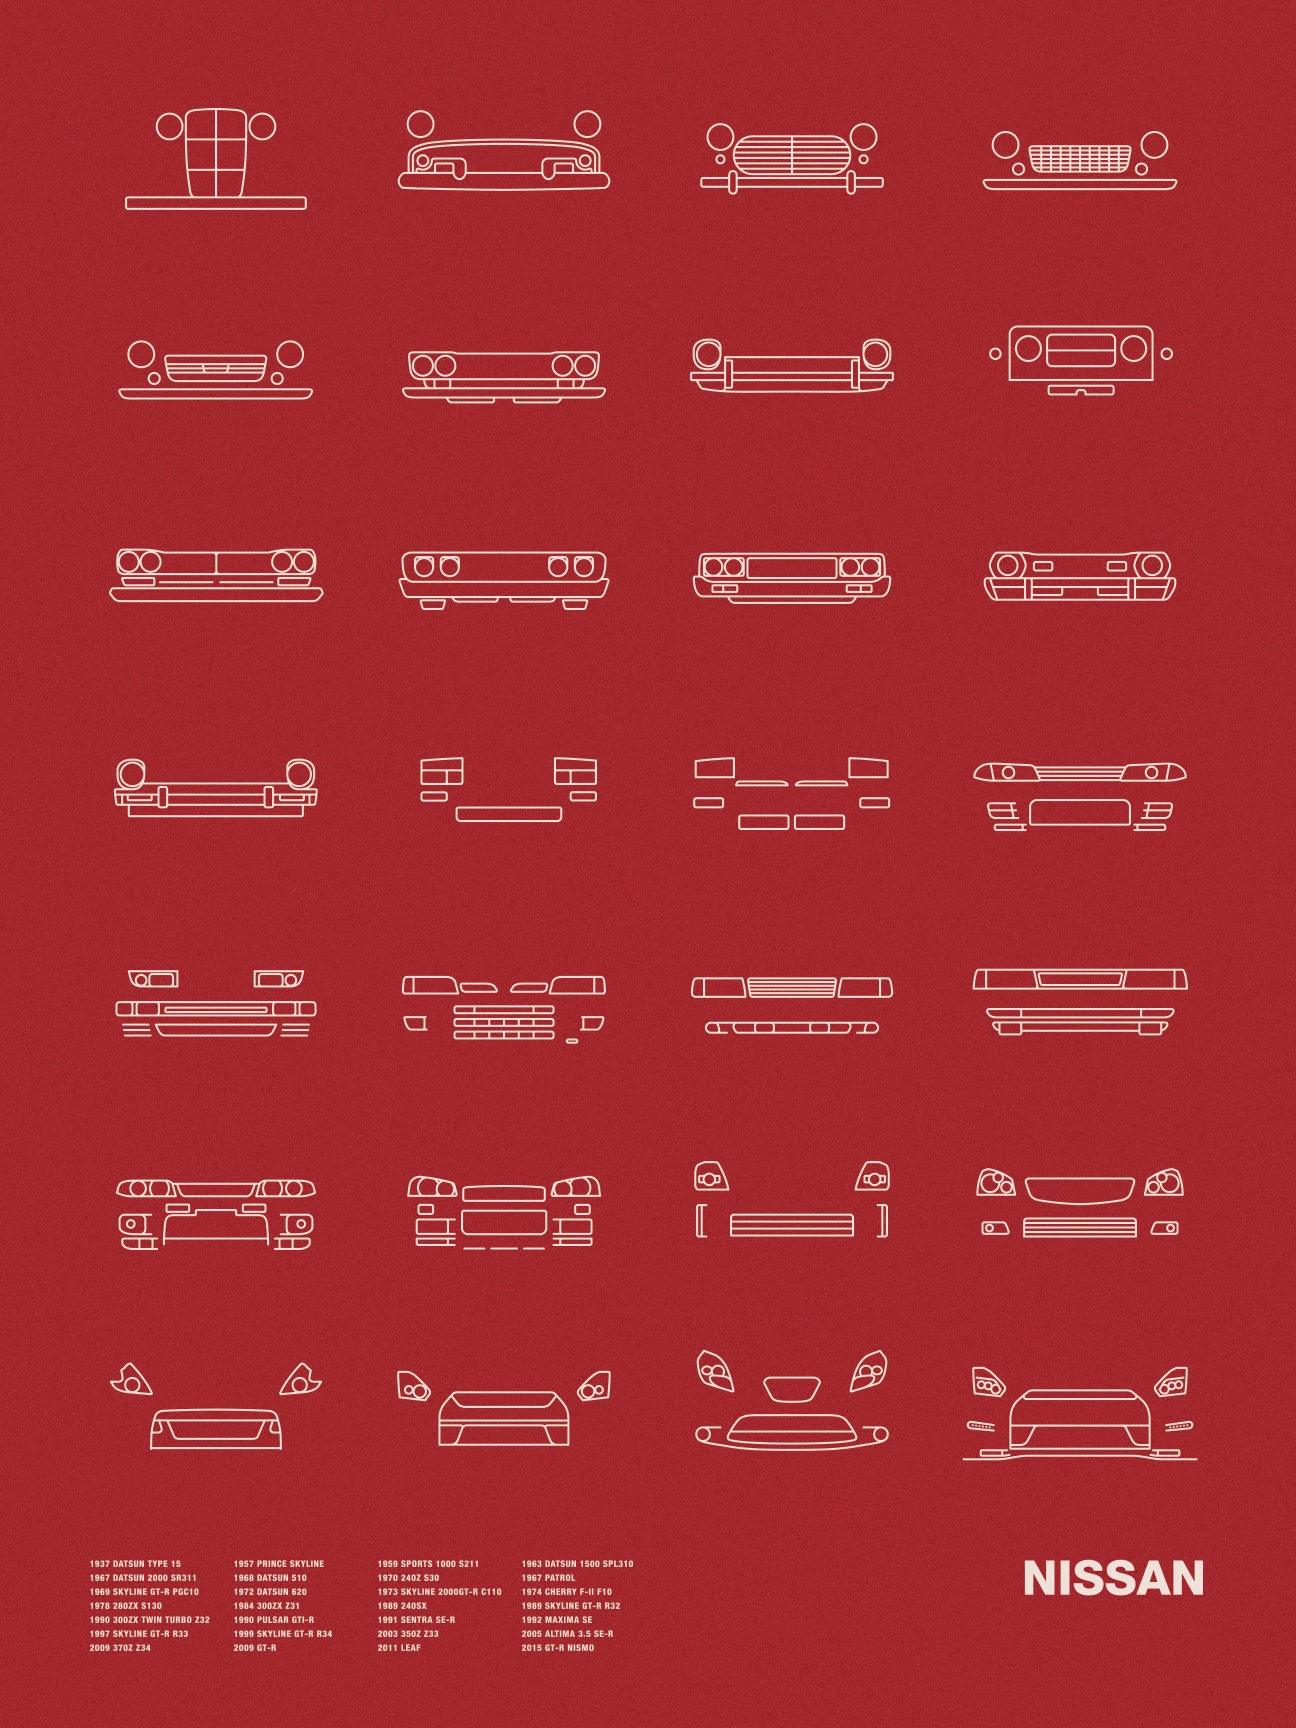 1937 DATSUN TYPE 15 1957 PRINCE SKYLINE 1959 SPORTS 1000 S211 1963 DATSUN 1500 SPL310
1967 DATSUN 2000 SR311 1968 DATSUN 510 1970 240Z S30 1967 PATROL
1969 SKYLINE GT-R PGC10 1972 DATSUN 620 1973 SKYLINE 2000GT-R C110 1974 CHERRY F-II F10
1978 280ZX S130 1984 300ZX Z31 1989 240SX 1989 SKYLINE GT-R R32
1990 300ZX TWIN TURBO Z32 1990 PULSAR GTI-R 1991 SENTRA SE-R 1992 MAXIMA SE
1997 SKYLINE GT-R R33 1999 SKYLINE GT-R R34 2003 350Z Z33 2005 ALTIMA 3.5 SE-R
2009 370Z Z34 2009 GT-R 2011 LEAF 2015 GT-R NISMO
NISSAN